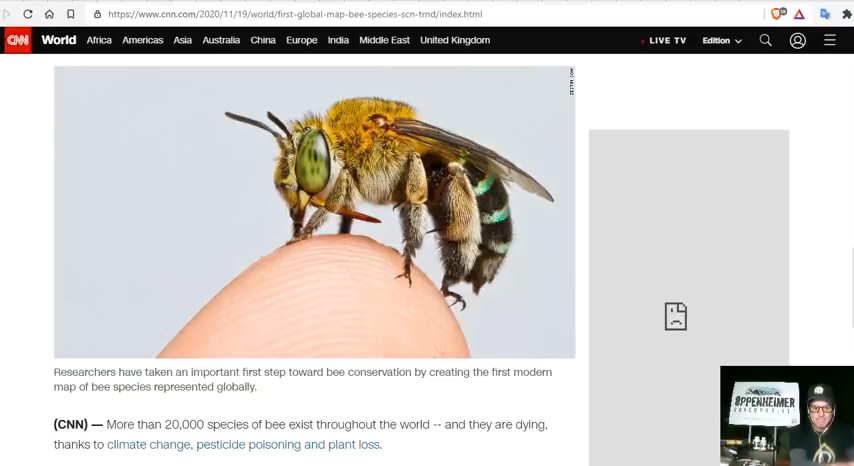 https://www.cnn.com/2020/11/19/world/first-global-map-bee-species-scn-trnd/index.html
CNN World Africa Americas Asia Australia China Europe India Middle East United Kingdom LIVE TV Edition
Researchers have taken an important first step toward bee conservation by creating the first modern
map of bee species represented globally.
(CNN) — More than 20,000 species of bee exist throughout the world -- and they are dying,
thanks to climate change, pesticide poisoning and plant loss.
OPPENHEIMER